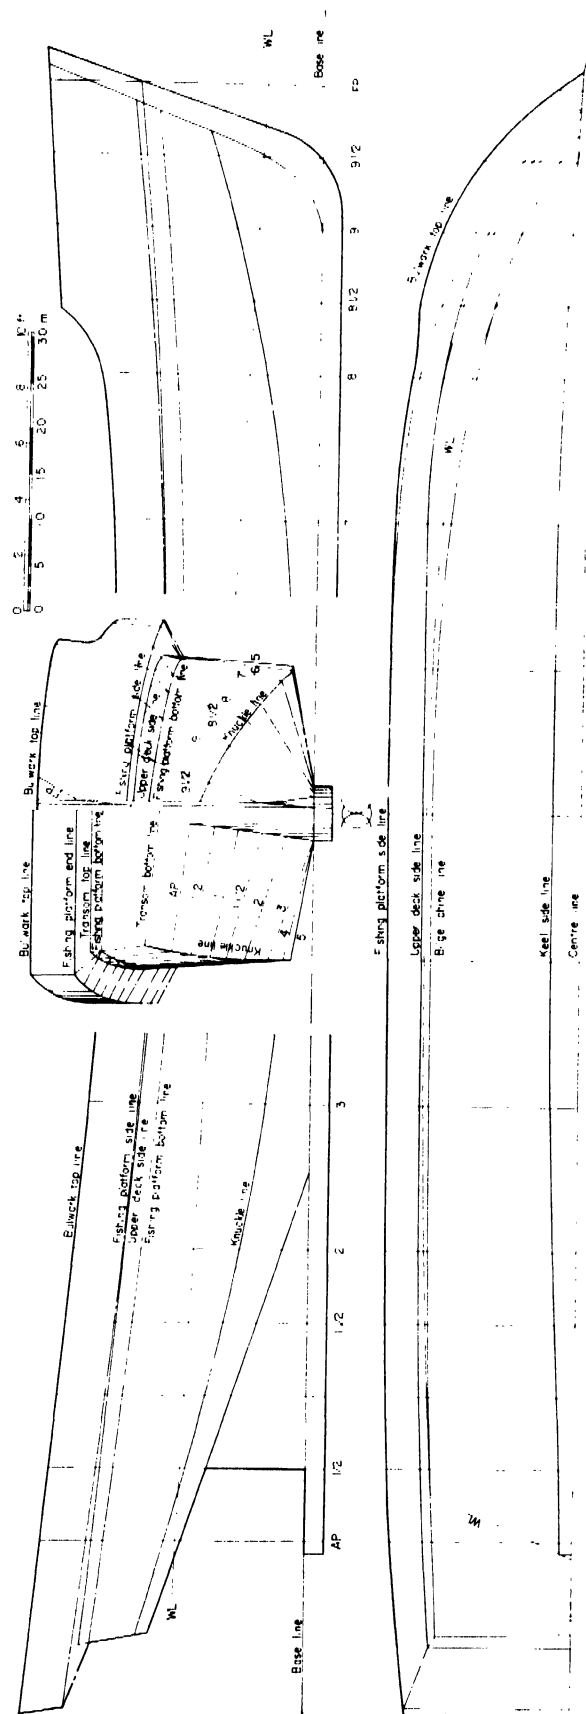 WL
Base line
FP
9 1/2
9
8 1/2
8
7
0 2 4 6 8 10 ft
0 5 10 15 20 25 30 m
Bulwark top line
Fishing platform side line
Upper deck side line
Fishing platform bottom line
9 1/2
9
8 1/2
8
7
6
5
Knuckle line
Bulwark top line
Fishing platform end line
Transom top line
Fishing platform bottom line
Transom bottom line
AP
1/2
1 1/2
2
3
4
5
Knuckle line
Bulwark top line
Fishing platform side line
Upper deck side line
Fishing platform bottom line
Knuckle line
3
2
1 1/2
1/2
AP
WL
Base line
Bulwark top line
WL
Fishing platform side line
Upper deck side line
Bilge chine line
Keel side line
Centre line
WL